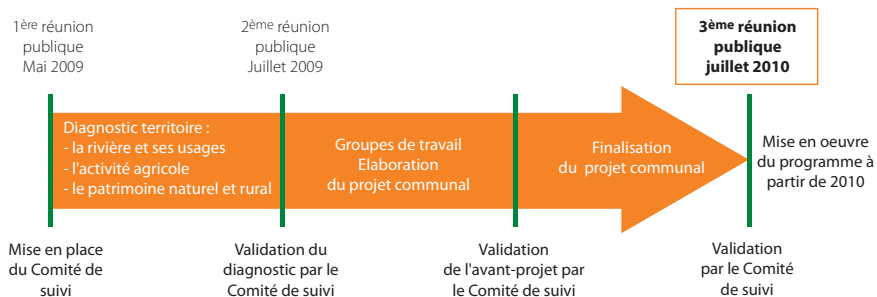 1ère réunion
publique
Mai 2009
2ème réunion
publique
Juillet 2009
3ème réunion
publique
juillet 2010
Diagnostic territoire :
- la rivière et ses usages
- l'activité agricole
- le patrimoine naturel et rural
Groupes de travail
Elaboration
du projet communal
Finalisation
du projet communal
Mise en oeuvre
du programme à
partir de 2010
Mise en place
du Comité de
suivi
Validation du
diagnostic par le
Comité de suivi
Validation
de l'avant-projet par
le Comité de suivi
Validation
par le Comité
de suivi